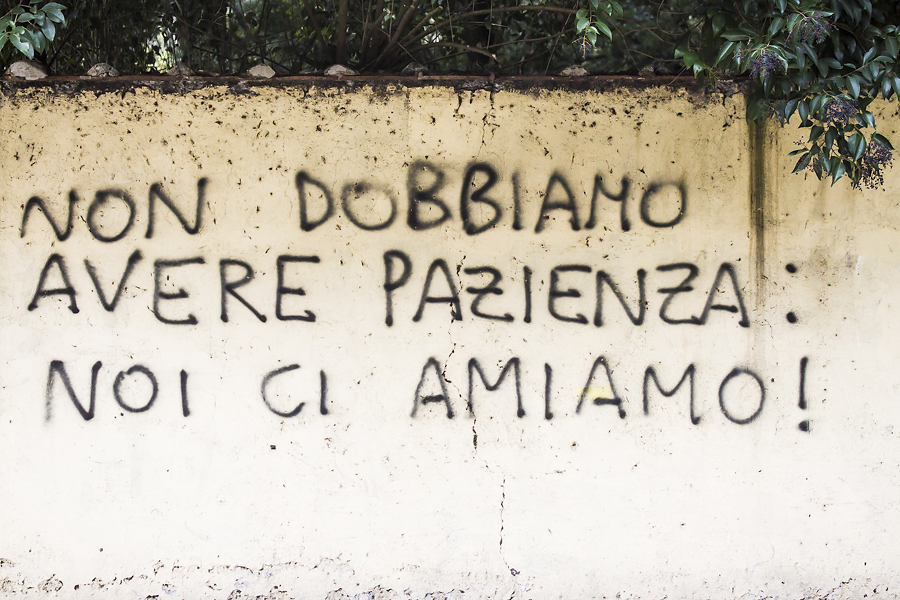 NON DOBBIAMO
AVERE PAZIENZA:
NOI CI AMIAMO!